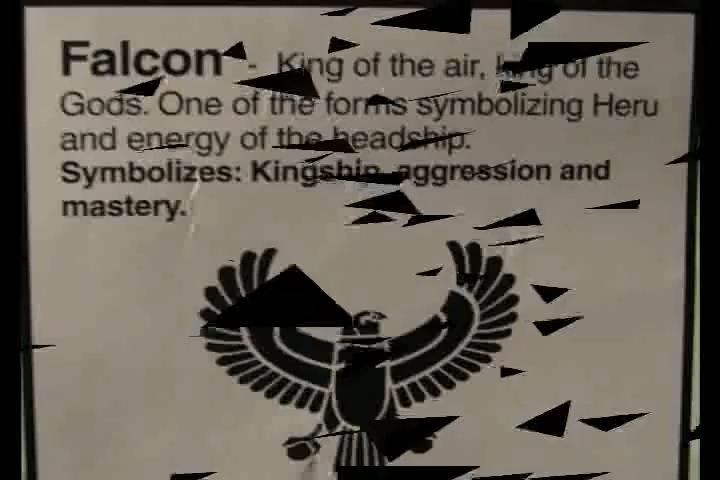 Falcon - King of the air, king of the
Gods. One of the forms symbolizing Heru
and energy of the headship.
Symbolizes: Kingship, aggression and
mastery.